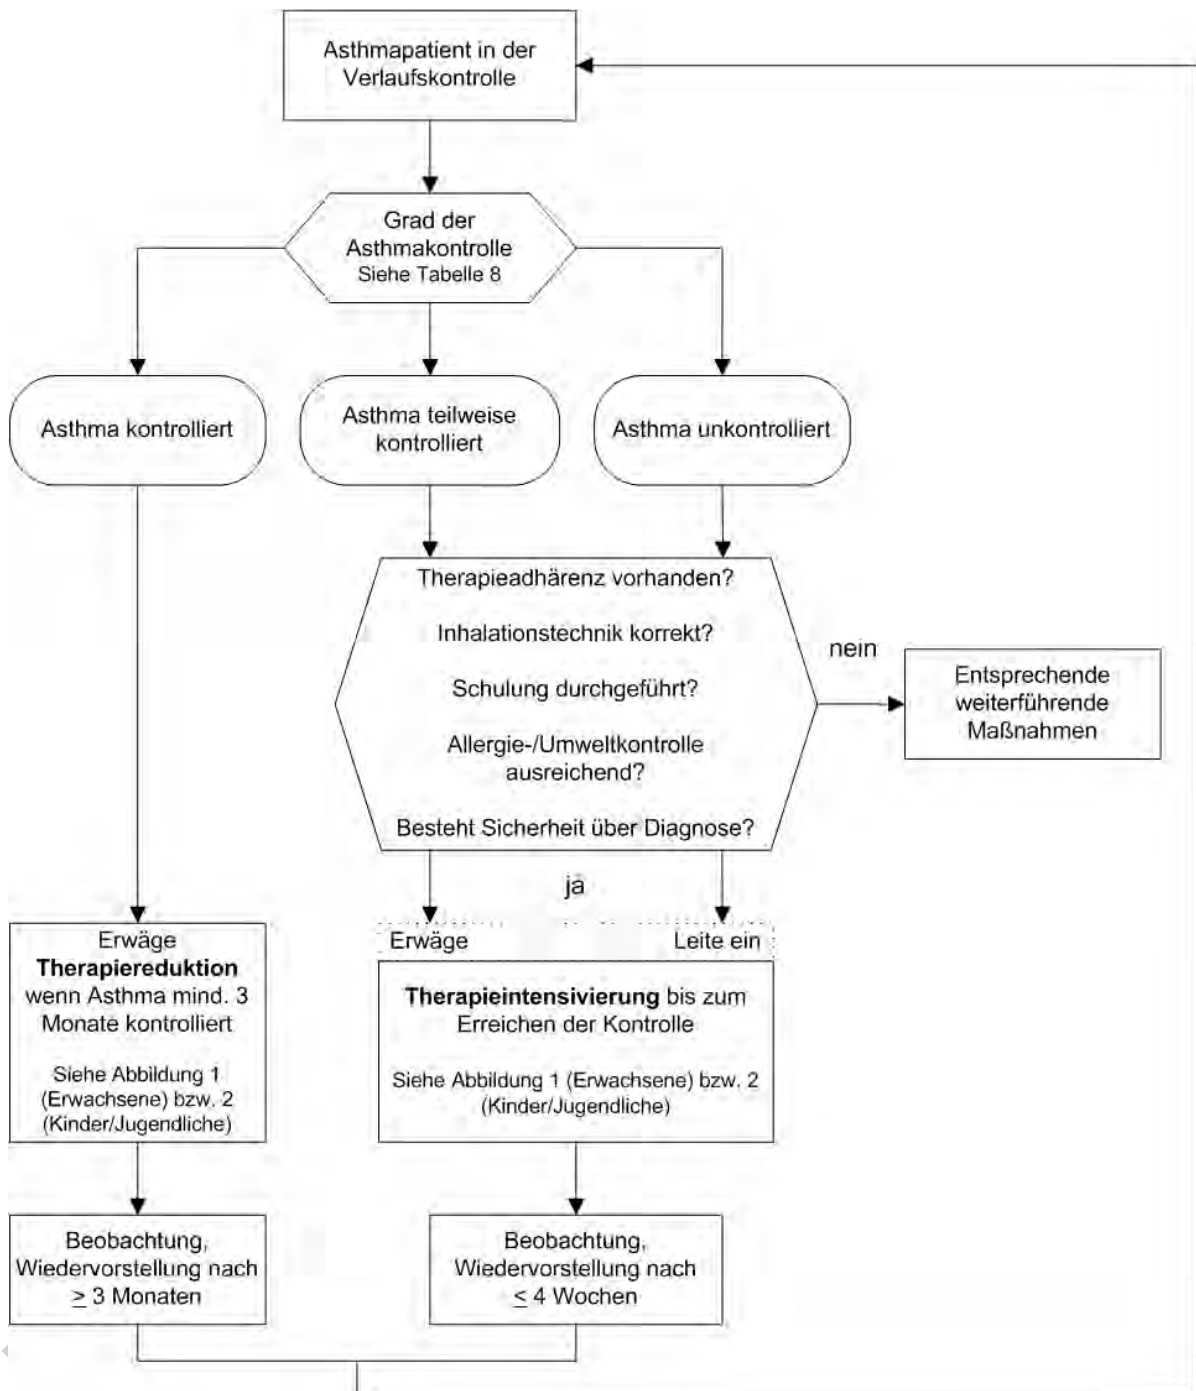 Asthmapatient in der
Verlaufskontrolle
Grad der
Asthmakontrolle
Siehe Tabelle 8
Asthma kontrolliert
Asthma teilweise
kontrolliert
Asthma unkontrolliert
Therapieadhärenz vorhanden?
Inhalationstechnik korrekt?
Schulung durchgeführt?
Allergie-/Umweltkontrolle
ausreichend?
Besteht Sicherheit über Diagnose?
nein
Entsprechende
weiterführende
Maßnahmen
ja
Erwäge
Therapiereduktion
wenn Asthma mind. 3
Monate kontrolliert
Siehe Abbildung 1
(Erwachsene) bzw. 2
(Kinder/Jugendliche)
Erwäge
Leite ein
Therapieintensivierung bis zum
Erreichen der Kontrolle
Siehe Abbildung 1 (Erwachsene) bzw. 2
(Kinder/Jugendliche)
Beobachtung,
Wiedervorstellung nach
≥ 3 Monaten
Beobachtung,
Wiedervorstellung nach
≤ 4 Wochen